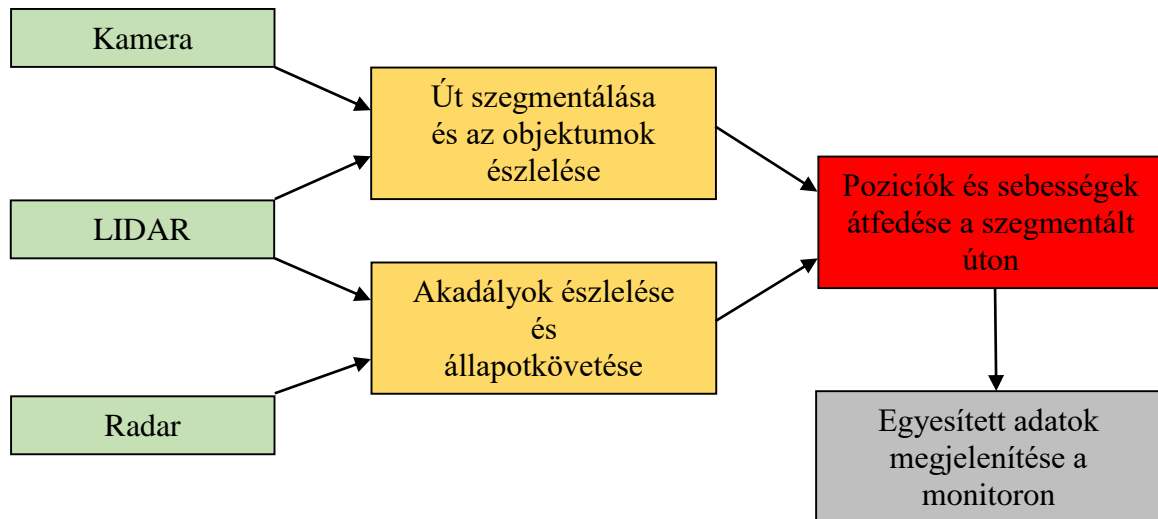 Kamera
Út szegmentálása
és az objektumok
észlelése
LIDAR
Akadályok észlelése
és
állapotkövetése
Radar
Pozicíók és sebességek
átfedése a szegmentált
úton
Egyesített adatok
megjelenítése a
monitoron